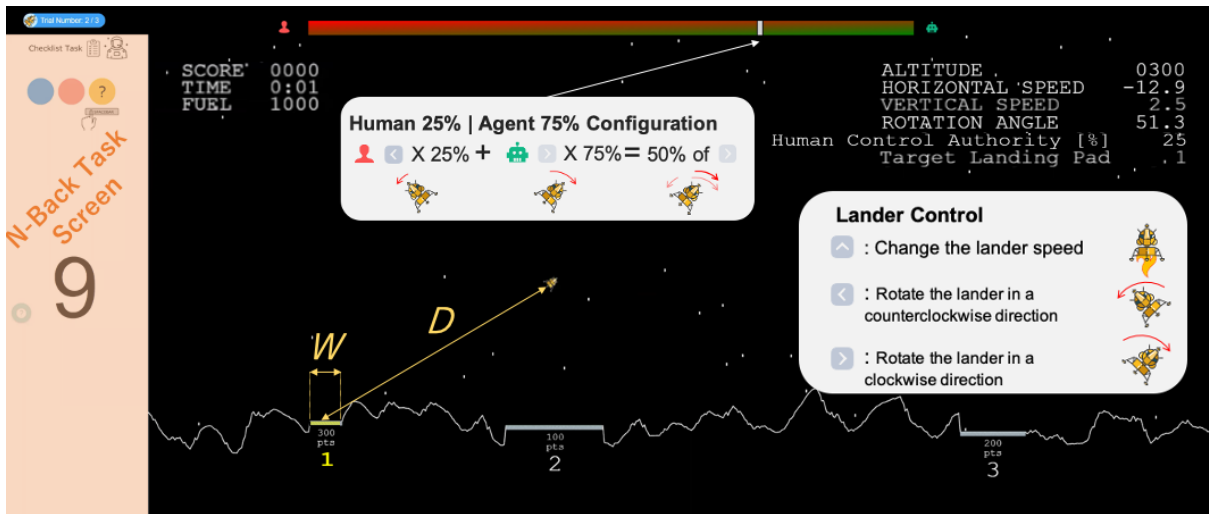 Trial Number: 2 / 3
Checklist Task
?
N-Back Task
Screen
9
SCORE 0000
TIME 0:01
FUEL 1000
ALTITUDE 0300
HORIZONTAL SPEED -12.9
VERTICAL SPEED 2.5
ROTATION ANGLE 51.3
Human Control Authority [%] 25
Target Landing Pad 1
Human 25% | Agent 75% Configuration
< X 25% + > X 75% = 50% of >
Lander Control
^ : Change the lander speed
< : Rotate the lander in a
counterclockwise direction
> : Rotate the lander in a
clockwise direction
D
W
300
pts
1
100
pts
2
200
pts
3